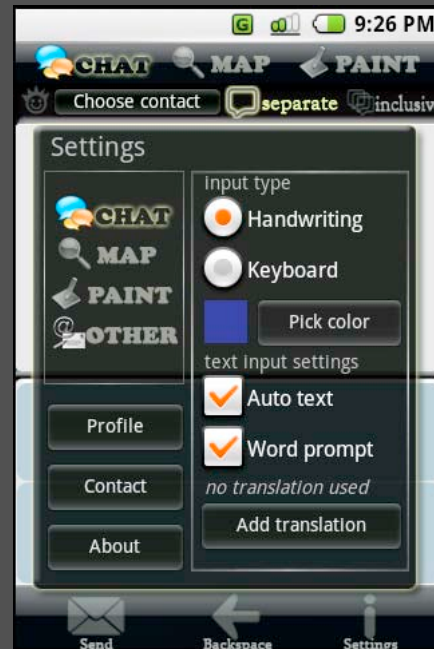 G 9:26 PM
CHAT MAP PAINT
Choose contact separate inclusiv
Settings
CHAT
MAP
PAINT
OTHER
Profile
Contact
About
input type
Handwriting
Keyboard
Pick color
text input settings
Auto text
Word prompt
no translation used
Add translation
Send Backspace Settings